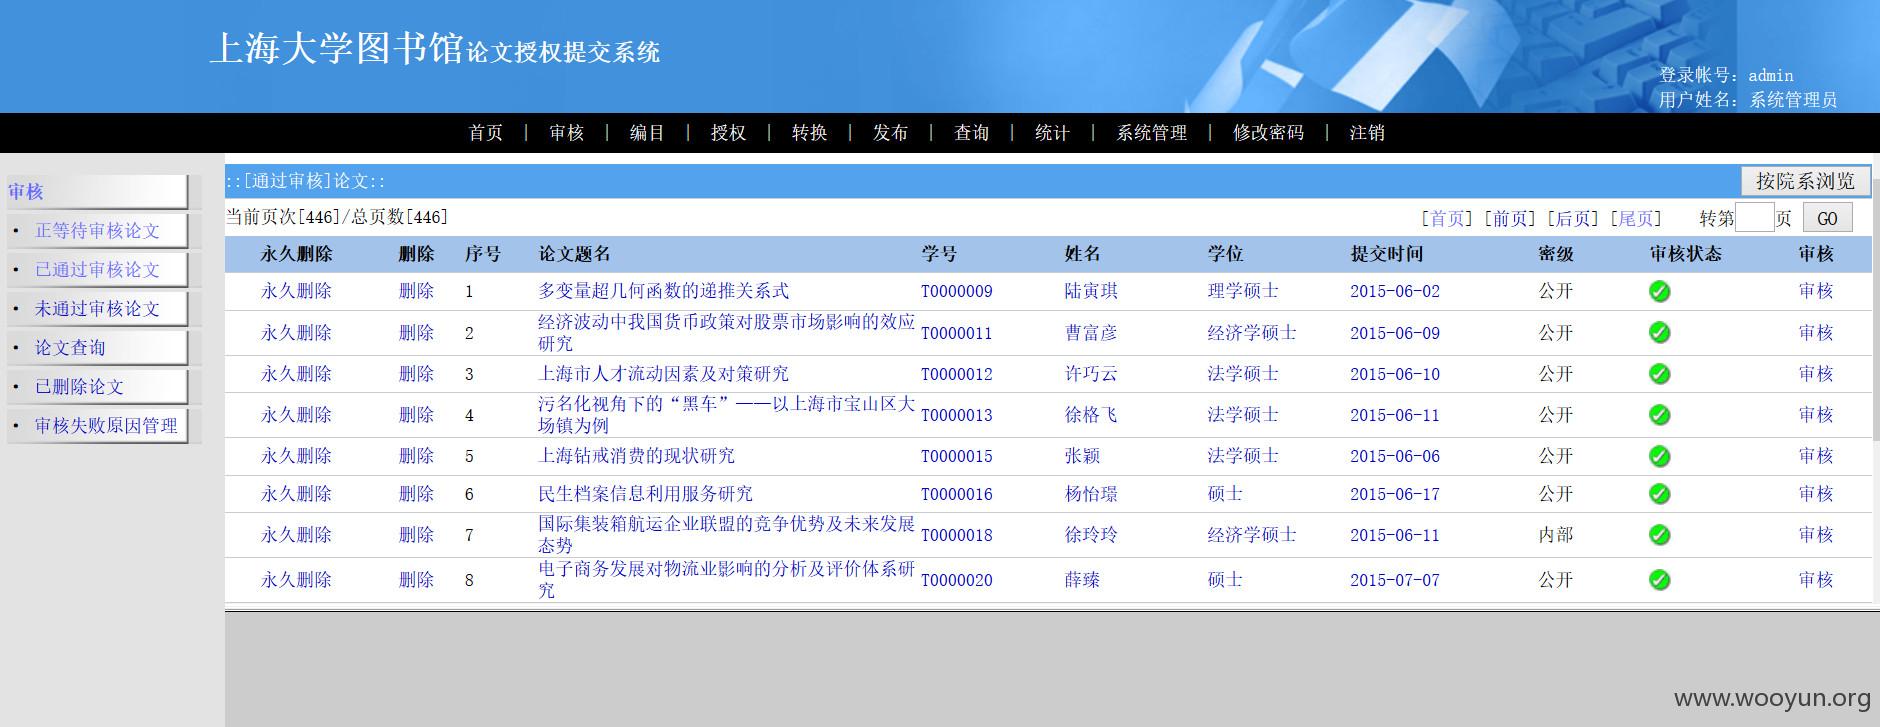 上海大学图书馆论文授权提交系统
登录帐号: admin
用户姓名: 系统管理员
首页 | 审核 | 编目 | 授权 | 转换 | 发布 | 查询 | 统计 | 系统管理 | 修改密码 | 注销
审核
• 正等待审核论文
• 已通过审核论文
• 未通过审核论文
• 论文查询
• 已删除论文
• 审核失败原因管理
::[通过审核]论文:: 按院系浏览
当前页次[446]/总页数[446] [首页] [前页] [后页] [尾页] 转第 页 GO
永久删除 删除 序号 论文题名 学号 姓名 学位 提交时间 密级 审核状态 审核
永久删除 删除 1 多变量超几何函数的递推关系式 T0000009 陆寅琪 理学硕士 2015-06-02 公开 审核
永久删除 删除 2 经济波动中我国货币政策对股票市场影响的效应 T0000011 曹富彦 经济学硕士 2015-06-09 公开 审核
研究
永久删除 删除 3 上海市人才流动因素及对策研究 T0000012 许巧云 法学硕士 2015-06-10 公开 审核
永久删除 删除 4 污名化视角下的“黑车”——以上海市宝山区大 T0000013 徐格飞 法学硕士 2015-06-11 公开 审核
场镇为例
永久删除 删除 5 上海钻戒消费的现状研究 T0000015 张颖 法学硕士 2015-06-06 公开 审核
永久删除 删除 6 民生档案信息利用服务研究 T0000016 杨怡璟 硕士 2015-06-17 公开 审核
永久删除 删除 7 国际集装箱航运企业联盟的竞争优势及未来发展 T0000018 徐玲玲 经济学硕士 2015-06-11 内部 审核
态势
永久删除 删除 8 电子商务发展对物流业影响的分析及评价体系研 T0000020 薛臻 硕士 2015-07-07 公开 审核
究
www.wooyun.org